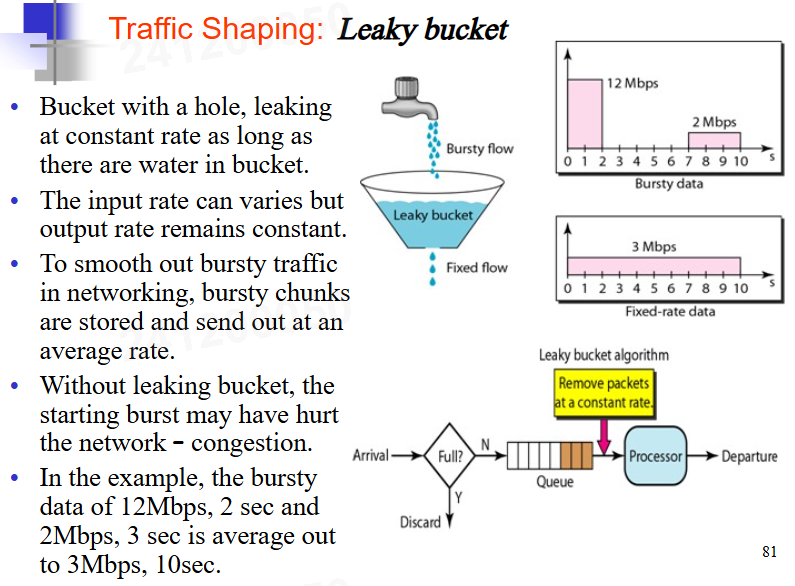 Traffic Shaping: Leaky bucket
• Bucket with a hole, leaking
at constant rate as long as
there are water in bucket.
• The input rate can varies but
output rate remains constant.
• To smooth out bursty traffic
in networking, bursty chunks
are stored and send out at an
average rate.
• Without leaking bucket, the
starting burst may have hurt
the network – congestion.
• In the example, the bursty
data of 12Mbps, 2 sec and
2Mbps, 3 sec is average out
to 3Mbps, 10sec.
Bursty flow
Leaky bucket
Fixed flow
12 Mbps
2 Mbps
0 1 2 3 4 5 6 7 8 9 10 s
Bursty data
3 Mbps
0 1 2 3 4 5 6 7 8 9 10 s
Fixed-rate data
Leaky bucket algorithm
Remove packets
at a constant rate.
Arrival
Full?
N
Queue
Processor
Departure
Y
Discard
81